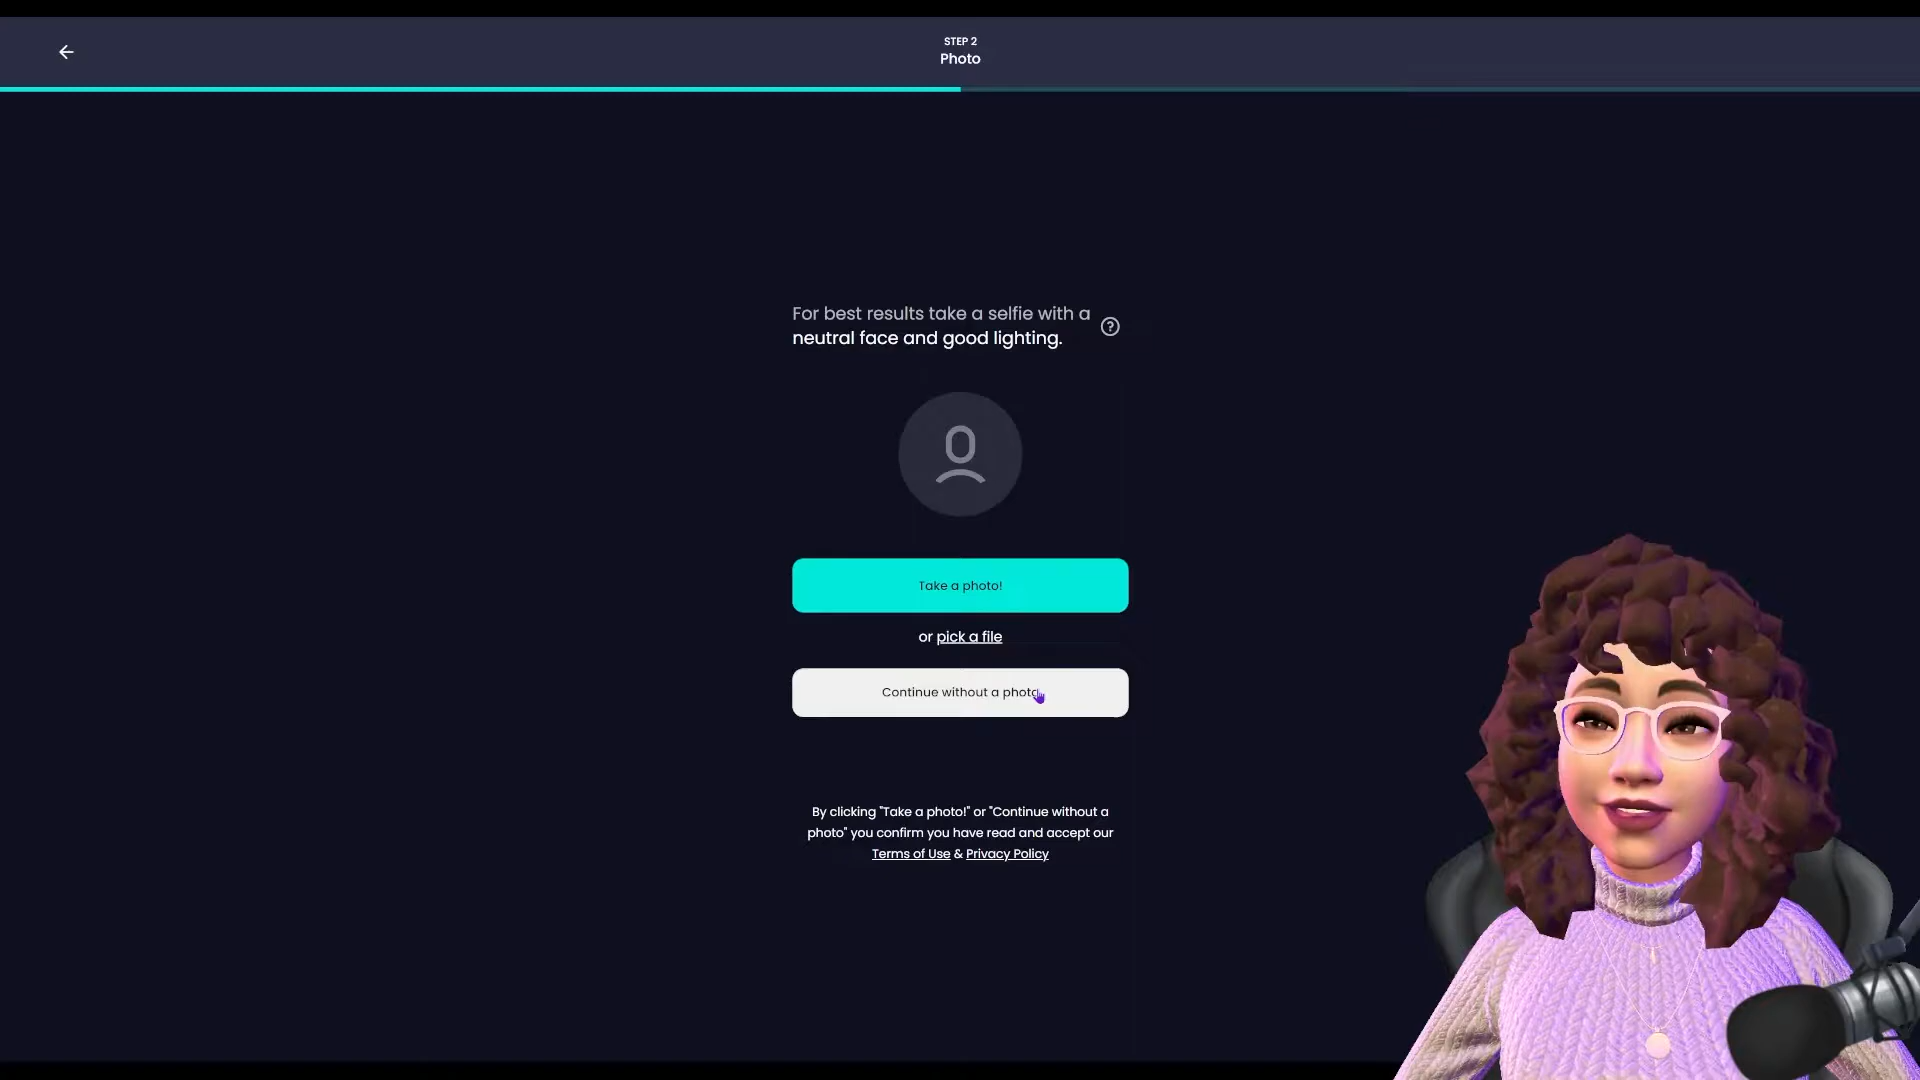 STEP 2
Photo
For best results take a selfie with a
neutral face and good lighting.
Take a photo!
or pick a file
Continue without a photo
By clicking "Take a photo!" or "Continue without a
photo" you confirm you have read and accept our
Terms of Use & Privacy Policy